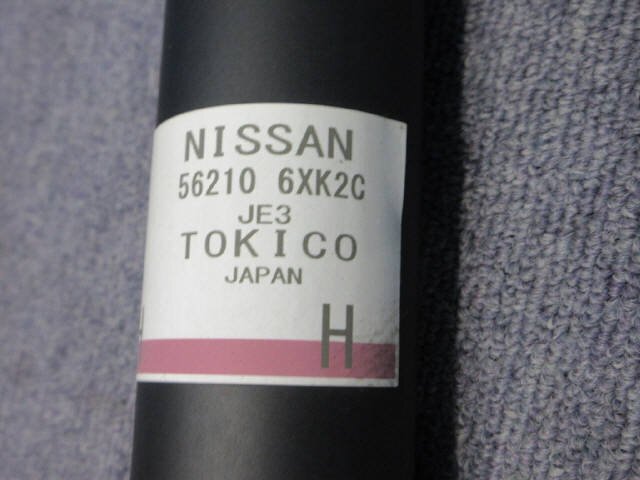 NISSAN
56210 6XK2C
JE3
TOKICO
JAPAN
H